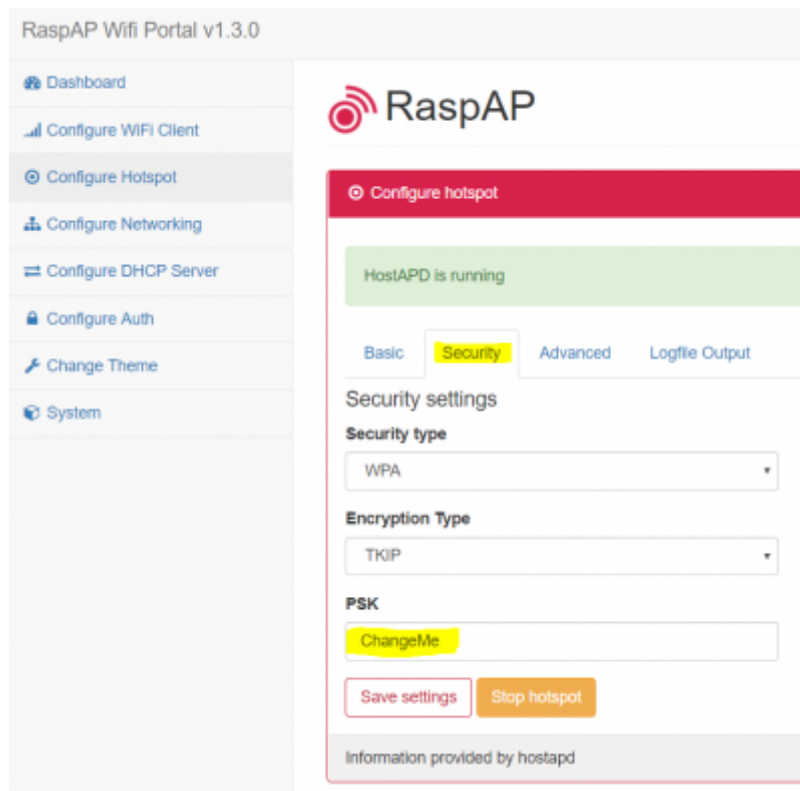 RaspAP Wifi Portal v1.3.0
Dashboard
Configure WiFi Client
Configure Hotspot
Configure Networking
Configure DHCP Server
Configure Auth
Change Theme
System
RaspAP
Configure hotspot
HostAPD is running
Basic Security Advanced Logfile Output
Security settings
Security type
WPA
Encryption Type
TKIP
PSK
ChangeMe
Save settings Stop hotspot
Information provided by hostapd